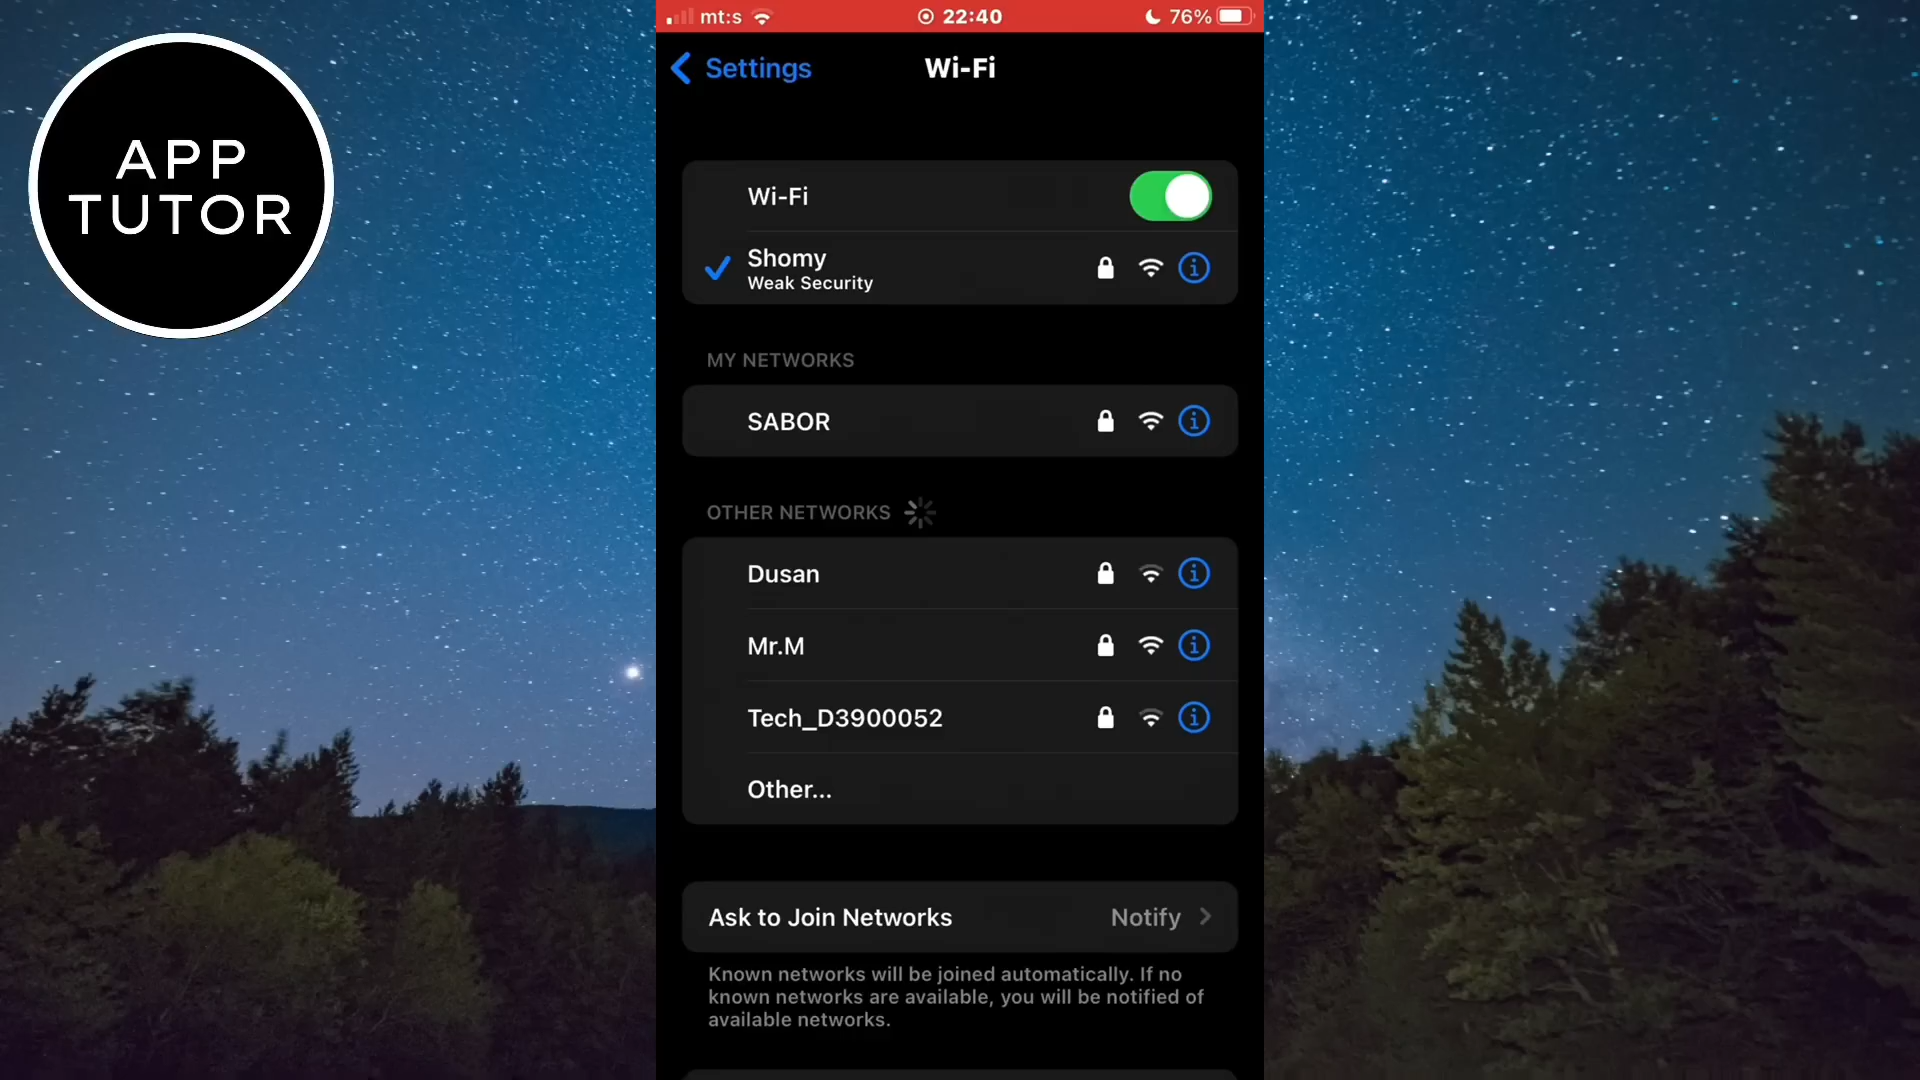 APP
TUTOR
mt:s
22:40
76%
Settings
Wi-Fi
Wi-Fi
Shomy
Weak Security
MY NETWORKS
SABOR
OTHER NETWORKS
Dusan
Mr.M
Tech_D3900052
Other...
Ask to Join Networks
Notify
Known networks will be joined automatically. If no
known networks are available, you will be notified of
available networks.